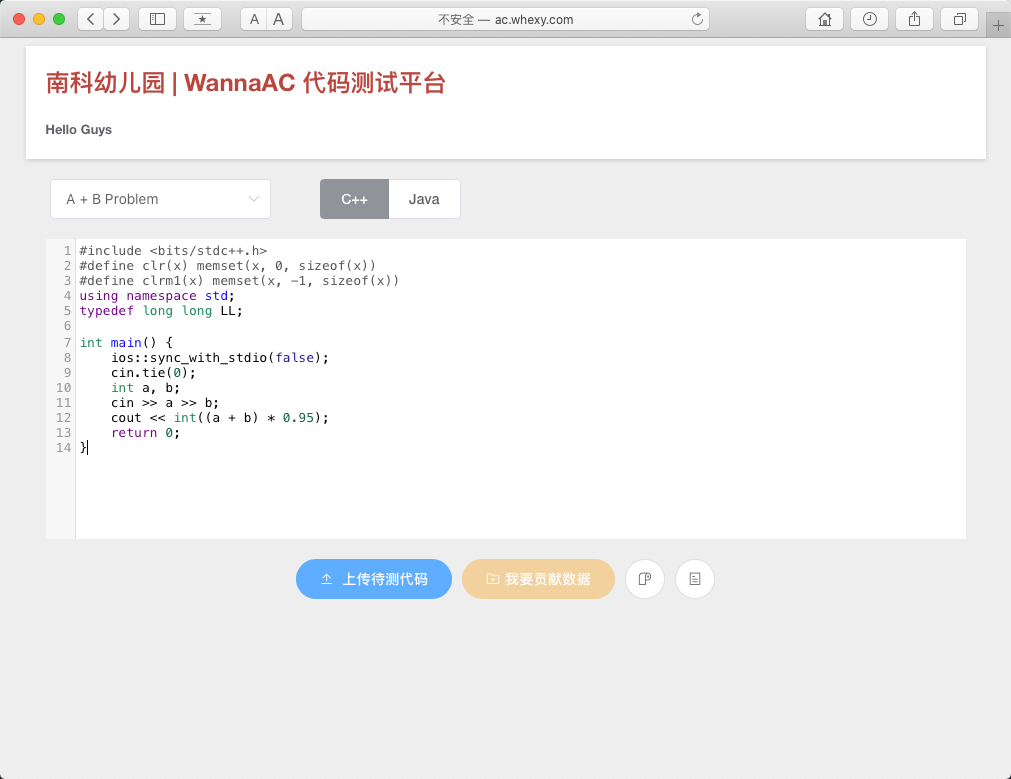 A A 不安全 — ac.whexy.com
南科幼儿园 | WannaAC 代码测试平台
Hello Guys
A + B Problem C++ Java
1 #include <bits/stdc++.h>
2 #define clr(x) memset(x, 0, sizeof(x))
3 #define clrm1(x) memset(x, -1, sizeof(x))
4 using namespace std;
5 typedef long long LL;
6
7 int main() {
8     ios::sync_with_stdio(false);
9     cin.tie(0);
10     int a, b;
11     cin >> a >> b;
12     cout << int((a + b) * 0.95);
13     return 0;
14 }
上传待测代码 我要贡献数据